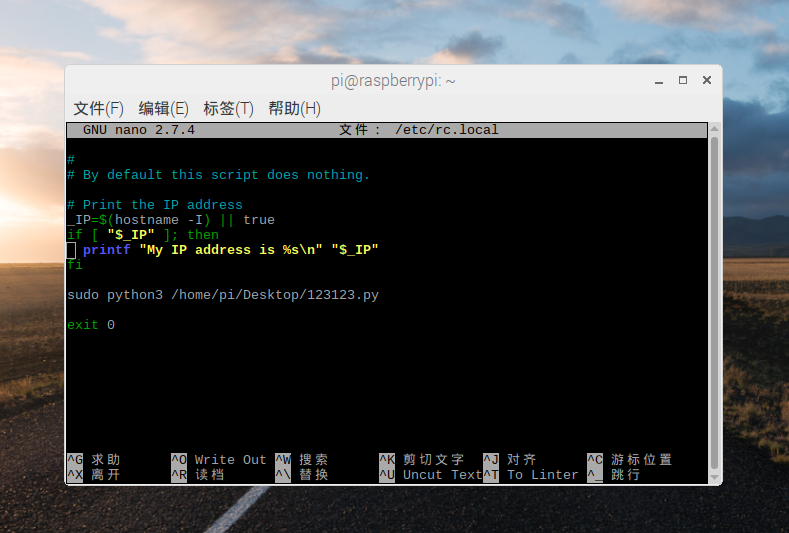 pi@raspberrypi: ~
文件(F) 编辑(E) 标签(T) 帮助(H)
GNU nano 2.7.4 文件： /etc/rc.local
#
# By default this script does nothing.
# Print the IP address
_IP=$(hostname -I) || true
if [ "$_IP" ]; then
printf "My IP address is %s\n" "$_IP"
fi
sudo python3 /home/pi/Desktop/123123.py
exit 0
^G 求助 ^O Write Out ^W 搜索 ^K 剪切文字 ^J 对齐 ^C 游标位置
^X 离开 ^R 读档 ^\ 替换 ^U Uncut Text ^T To Linter ^_ 跳行